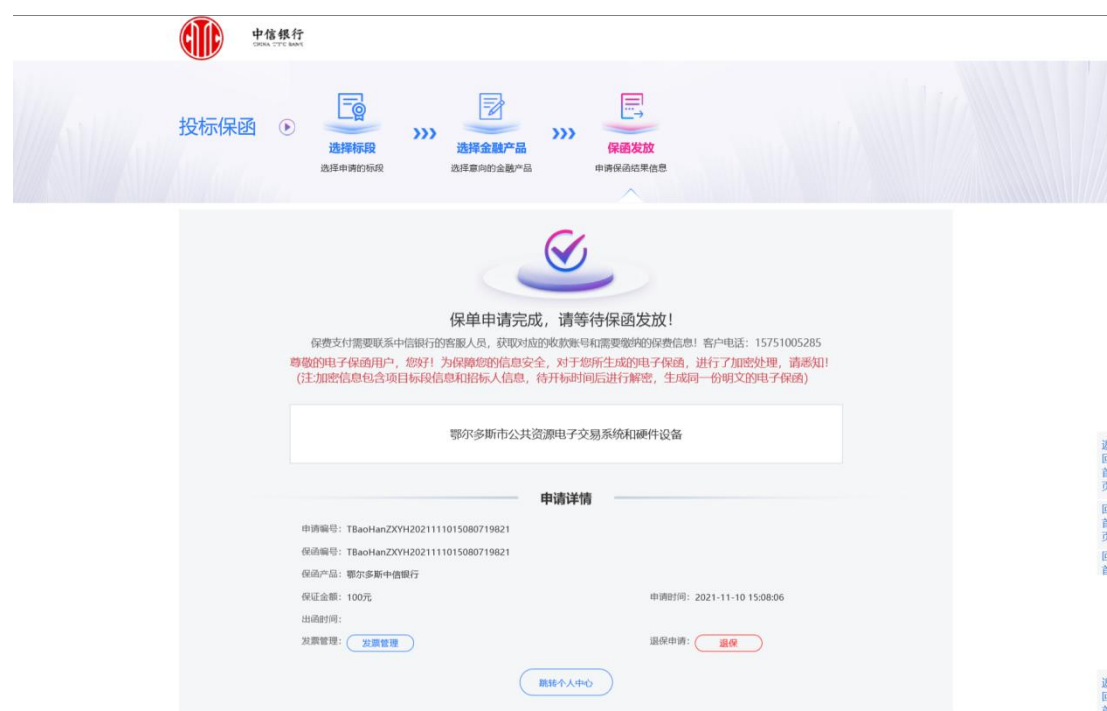 中信银行
CHINA CITIC BANK
投标保函
选择标段
选择申请的标段
选择金融产品
选择意向的金融产品
保函发放
申请保函结果信息
保单申请完成，请等待保函发放！
保费支付需要联系中信银行的客服人员，获取对应的收款账号和需要缴纳的保费信息！客户电话：15751005285
尊敬的电子保函用户，您好！为保障您的信息安全，对于您所生成的电子保函，进行了加密处理，请悉知！
(注:加密信息包含项目标段信息和招标人信息，待开标时间后进行解密，生成同一份明文的电子保函)
鄂尔多斯市公共资源电子交易系统和硬件设备
申请详情
申请编号：TBaoHanZXYH2021111015080719821
保函编号：TBaoHanZXYH2021111015080719821
保函产品：鄂尔多斯中信银行
保证金额：100元
申请时间：2021-11-10 15:08:06
出函时间：
发票管理：发票管理
退保申请：退保
跳转个人中心